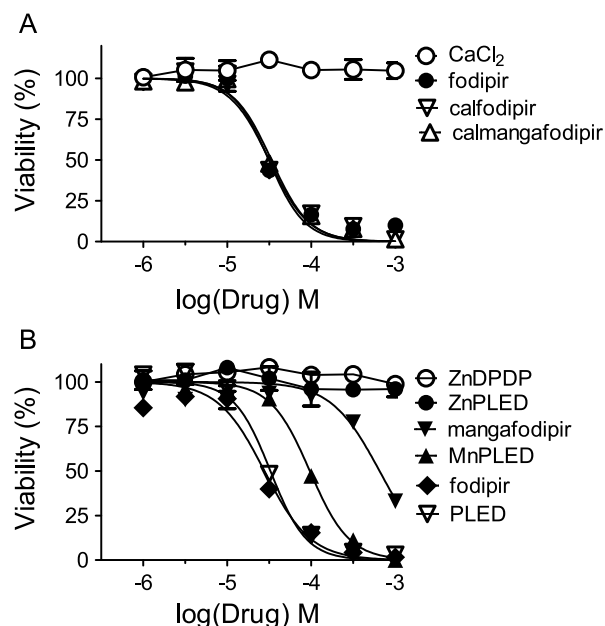 A
Viability (%)
100
75
50
25
0
-6
-5
-4
-3
log(Drug) M
CaCl₂
fodipir
calfodipir
calmangafodipir
B
Viability (%)
100
75
50
25
0
-6
-5
-4
-3
log(Drug) M
ZnDPDP
ZnPLED
mangafodipir
MnPLED
fodipir
PLED